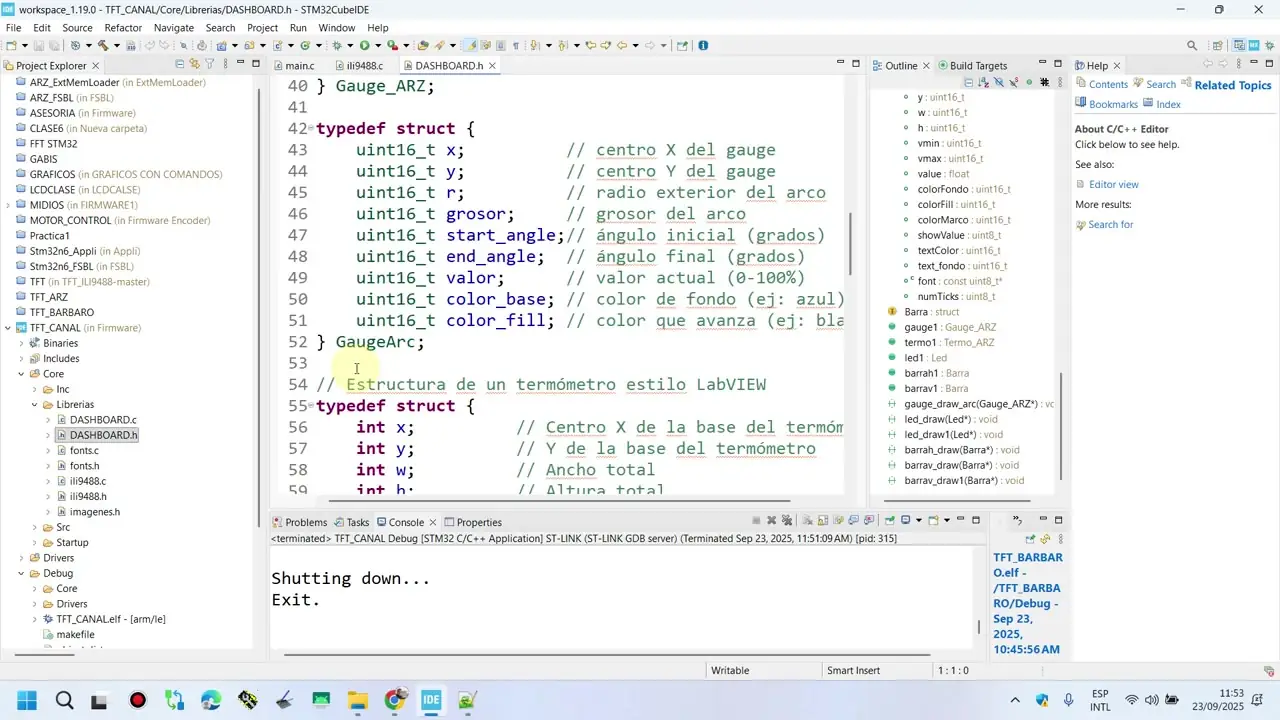 workspace_1.19.0 - TFT_CANAL/Core/Librerias/DASHBOARD.h - STM32CubeIDE
File Edit Source Refactor Navigate Search Project Run Window Help
Project Explorer
ARZ_ExtMemLoader (in ExtMemLoader)
ARZ_FSBL (in FSBL)
ASESORIA (in Firmware)
CLASE6 (in Nueva carpeta)
FFT STM32
GABIS
GRAFICOS (in GRAFICOS CON COMANDOS)
LCDCLASE (in LCDCALSE)
MIDIOS (in FIRMWARE1)
MOTOR_CONTROL (in Firmware Encoder)
Practica1
Stm32n6_Appli (in Appli)
Stm32n6_FSBL (in FSBL)
TFT (in TFT_ILI9488-master)
TFT_ARZ
TFT_BARBARO
TFT_CANAL (in Firmware)
Binaries
Includes
Core
Inc
Librerias
DASHBOARD.c
DASHBOARD.h
fonts.c
fonts.h
ili9488.c
ili9488.h
imagenes.h
Src
Startup
Drivers
Debug
Core
Drivers
TFT_CANAL.elf - [arm/le]
makefile
main.c ili9488.c DASHBOARD.h
40 } Gauge_ARZ;
41
42 typedef struct {
43 uint16_t x; // centro X del gauge
44 uint16_t y; // centro Y del gauge
45 uint16_t r; // radio exterior del arco
46 uint16_t grosor; // grosor del arco
47 uint16_t start_angle;// ángulo inicial (grados)
48 uint16_t end_angle; // ángulo final (grados)
49 uint16_t valor; // valor actual (0-100%)
50 uint16_t color_base; // color de fondo (ej: azul)
51 uint16_t color_fill; // color que avanza (ej: bla
52 } GaugeArc;
53
54 // Estructura de un termómetro estilo LabVIEW
55 typedef struct {
56 int x; // Centro X de la base del termóm
57 int y; // Y de la base del termómetro
58 int w; // Ancho total
59 int h; // Altura total
Outline Build Targets
y : uint16_t
w : uint16_t
h : uint16_t
vmin : uint16_t
vmax : uint16_t
value : float
colorFondo : uint16_t
colorFill : uint16_t
colorMarco : uint16_t
showValue : uint8_t
textColor : uint16_t
text_fondo : uint16_t
font : const uint8_t*
numTicks : uint8_t
Barra : struct
gauge1 : Gauge_ARZ
termo1 : Termo_ARZ
led1 : Led
barrah1 : Barra
barrav1 : Barra
gauge_draw_arc(Gauge_ARZ*) : vc
led_draw(Led*) : void
led_draw1(Led*) : void
barrah_draw(Barra*) : void
barrav_draw(Barra*) : void
barrav_draw1(Barra*) : void
Help
Contents Search Related Topics
Bookmarks Index
About C/C++ Editor
Click below to see help.
See also:
Editor view
More results:
Search for
Problems Tasks Console Properties
<terminated> TFT_CANAL Debug [STM32 C/C++ Application] ST-LINK (ST-LINK GDB server) (Terminated Sep 23, 2025, 11:51:09 AM) [pid: 315]
Shutting down...
Exit.
TFT_BARBAR
O.elf -
/TFT_BARBA
RO/Debug -
Sep 23,
2025,
10:45:56 AM
Writable Smart Insert 1 : 1 : 0
IDE
ESP
INTL
11:53
23/09/2025